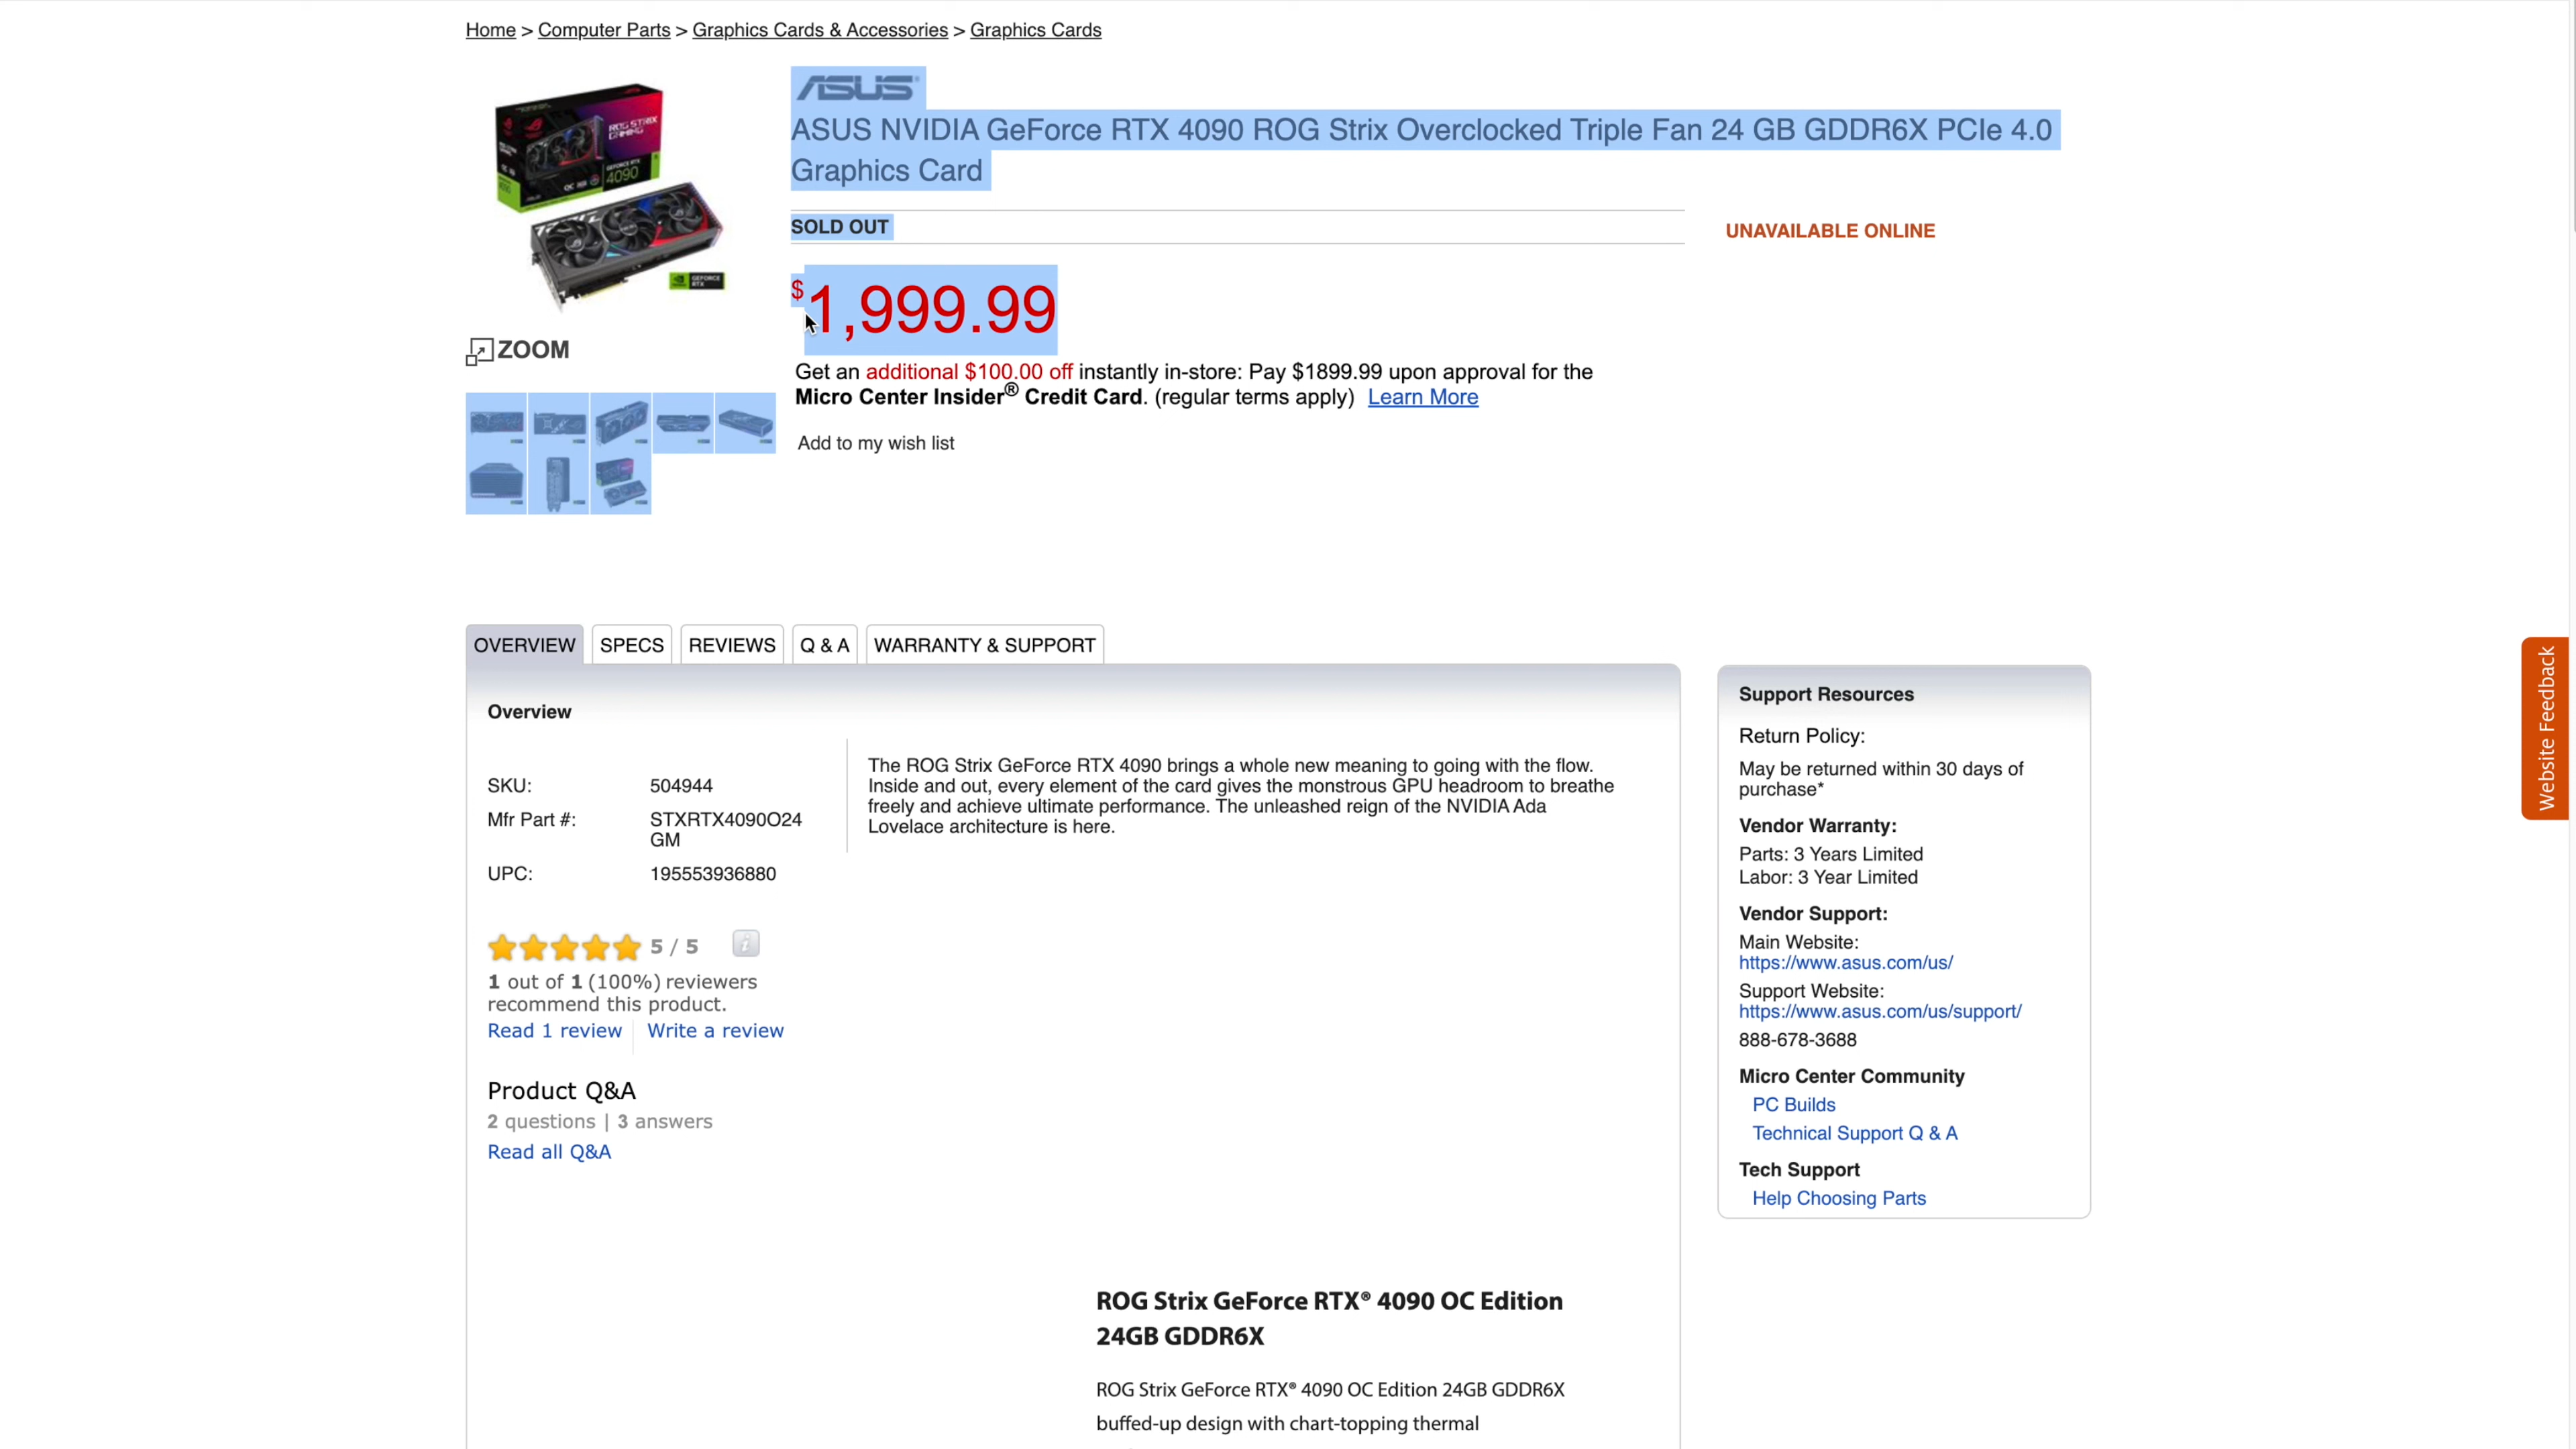 Home > Computer Parts > Graphics Cards & Accessories > Graphics Cards
ROG STRIX
GAMING
4090
GEFORCE
RTX
ZOOM
ASUS
ASUS NVIDIA GeForce RTX 4090 ROG Strix Overclocked Triple Fan 24 GB GDDR6X PCIe 4.0
Graphics Card
SOLD OUT
UNAVAILABLE ONLINE
$1,999.99
Get an additional $100.00 off instantly in-store: Pay $1899.99 upon approval for the
Micro Center Insider® Credit Card. (regular terms apply) Learn More
Add to my wish list
OVERVIEW
SPECS
REVIEWS
Q & A
WARRANTY & SUPPORT
Overview
SKU: 504944
Mfr Part #: STXRTX4090O24
GM
UPC: 195553936880
The ROG Strix GeForce RTX 4090 brings a whole new meaning to going with the flow.
Inside and out, every element of the card gives the monstrous GPU headroom to breathe
freely and achieve ultimate performance. The unleashed reign of the NVIDIA Ada
Lovelace architecture is here.
5 / 5
1 out of 1 (100%) reviewers
recommend this product.
Read 1 review
Write a review
Product Q&A
2 questions | 3 answers
Read all Q&A
ROG Strix GeForce RTX® 4090 OC Edition
24GB GDDR6X
ROG Strix GeForce RTX® 4090 OC Edition 24GB GDDR6X
buffed-up design with chart-topping thermal
Support Resources
Return Policy:
May be returned within 30 days of
purchase*
Vendor Warranty:
Parts: 3 Years Limited
Labor: 3 Year Limited
Vendor Support:
Main Website:
https://www.asus.com/us/
Support Website:
https://www.asus.com/us/support/
888-678-3688
Micro Center Community
PC Builds
Technical Support Q & A
Tech Support
Help Choosing Parts
Website Feedback